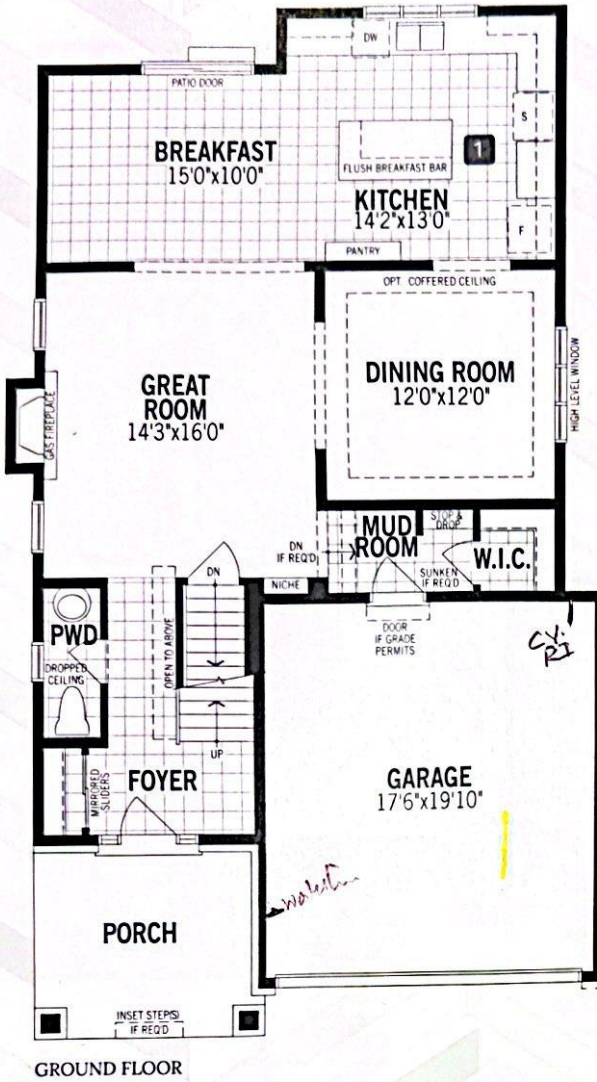 DW
PATIO DOOR
S
BREAKFAST
15'0"x10'0"
1
FLUSH BREAKFAST BAR
KITCHEN
14'2"x13'0"
F
PANTRY
OPT. COFFERED CEILING
GREAT
ROOM
14'3"x16'0"
GAS FIREPLACE
DINING ROOM
12'0"x12'0"
HIGH LEVEL WINDOW
MUD
ROOM
STOP &
DROP
W.I.C.
DN
IF REQ'D
SUNKEN
IF REQ'D
DN
NICHE
DOOR
IF GRADE
PERMITS
PWD
DROPPED
CEILING
OPEN TO ABOVE
UP
MIRRORED
SLIDERS
FOYER
GARAGE
17'6"x19'10"
PORCH
INSET STEP(S)
IF REQ'D
GROUND FLOOR